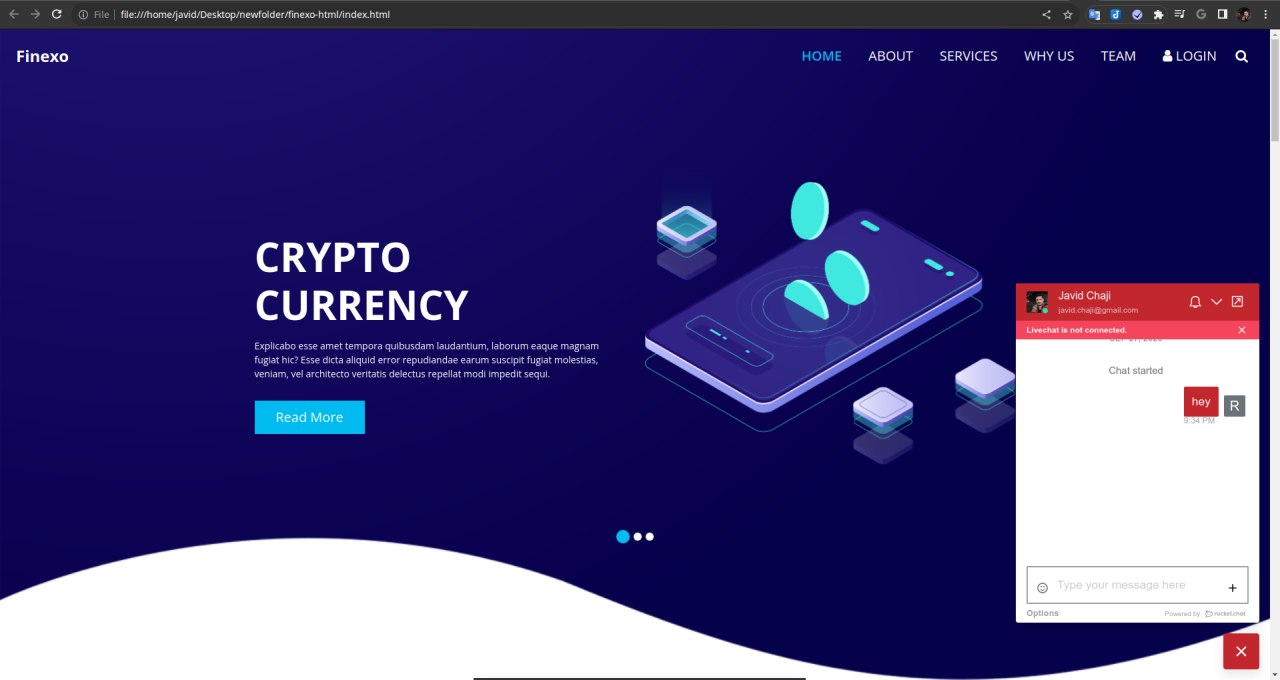 File
file:///home/javid/Desktop/newfolder/finexo-html/index.html
Finexo
HOME ABOUT SERVICES WHY US TEAM LOGIN
CRYPTO
CURRENCY
Explicabo esse amet tempora quibusdam laudantium, laborum eaque magnam
fugiat hic? Esse dicta aliquid error repudiandae earum suscipit fugiat molestias,
veniam, vel architecto veritatis delectus repellat modi impedit sequi.
Read More
Javid Chaji
javid.chaji@gmail.com
Livechat is not connected.
Chat started
hey
R
9:34 PM
Type your message here
Options
Powered by rocket.chat